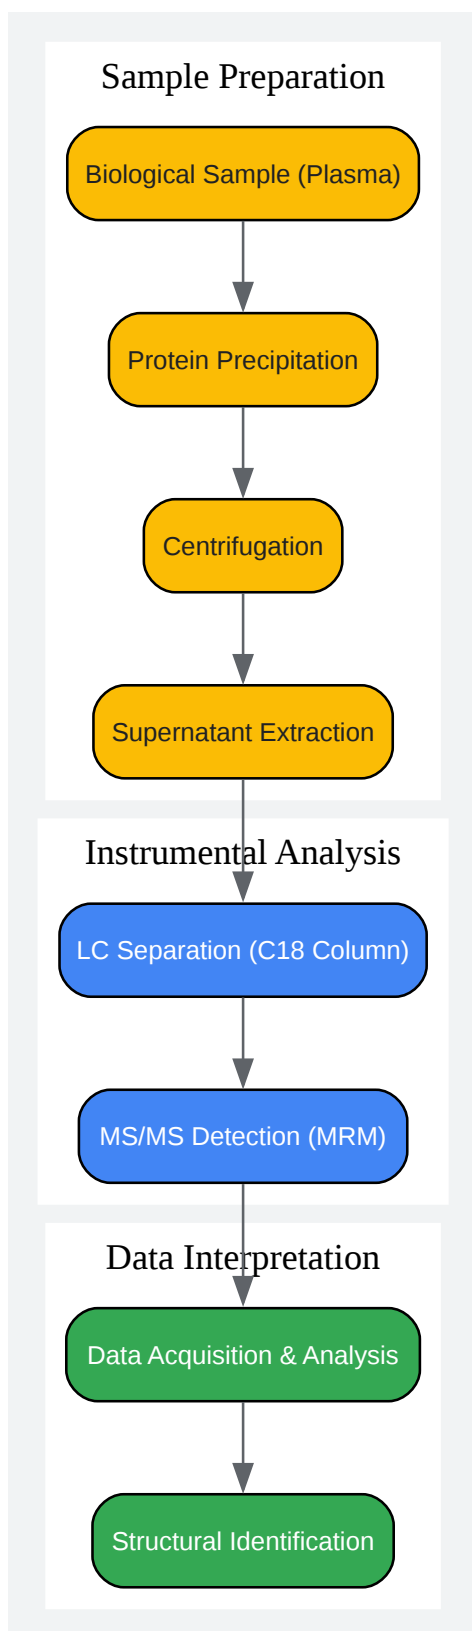 Sample Preparation
Biological Sample (Plasma)
Protein Precipitation
Centrifugation
Supernatant Extraction
Instrumental Analysis
LC Separation (C18 Column)
MS/MS Detection (MRM)
Data Interpretation
Data Acquisition & Analysis
Structural Identification